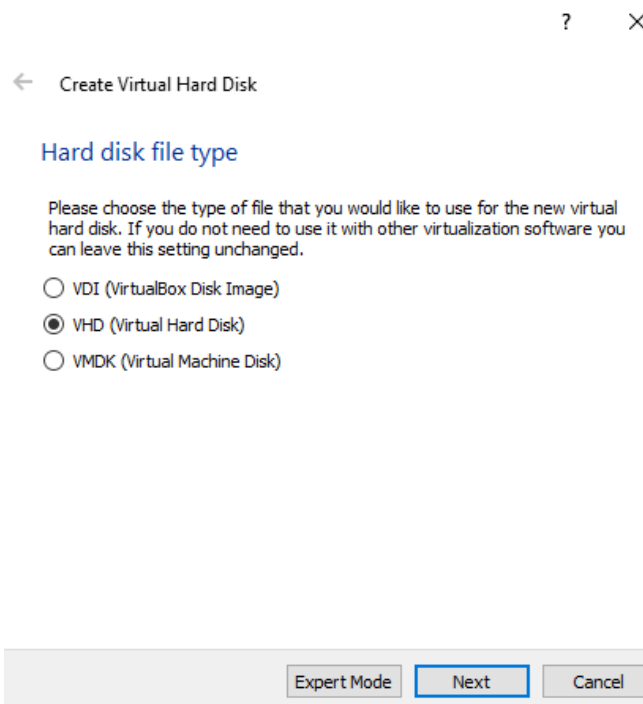 ?
Create Virtual Hard Disk
Hard disk file type
Please choose the type of file that you would like to use for the new virtual
hard disk. If you do not need to use it with other virtualization software you
can leave this setting unchanged.
VDI (VirtualBox Disk Image)
VHD (Virtual Hard Disk)
VMDK (Virtual Machine Disk)
Expert Mode Next Cancel